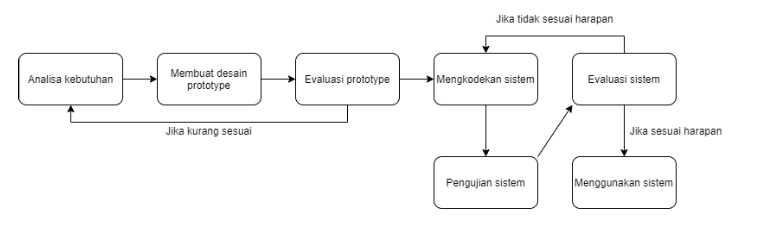 Jika tidak sesuai harapan
Analisa kebutuhan
Membuat desain
prototype
Evaluasi prototype
Mengkodekan sistem
Evaluasi sistem
Jika kurang sesuai
Jika sesuai harapan
Pengujian sistem
Menggunakan sistem